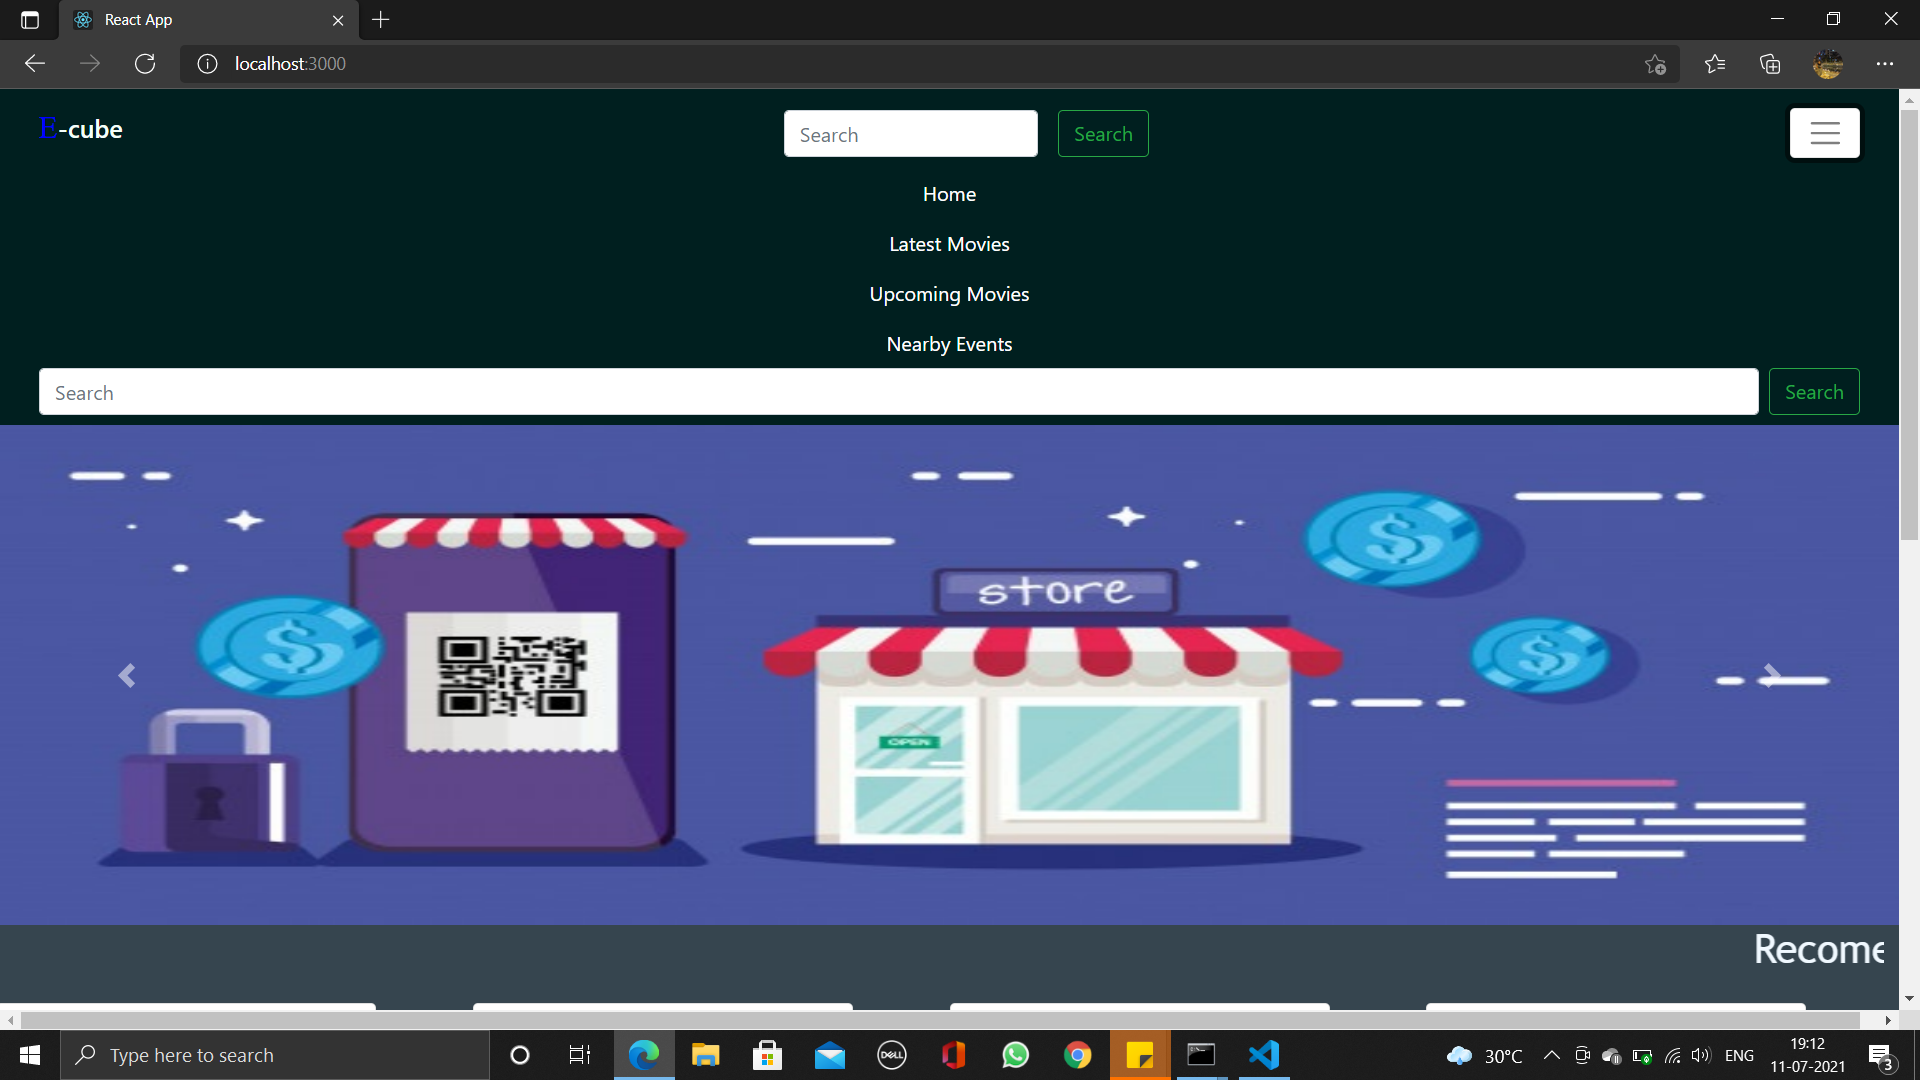 React App
localhost:3000
E-cube
Search
Search
Home
Latest Movies
Upcoming Movies
Nearby Events
Search
Search
store
OPEN
Recome
Type here to search
DELL
30°C
ENG
19:12
11-07-2021
3